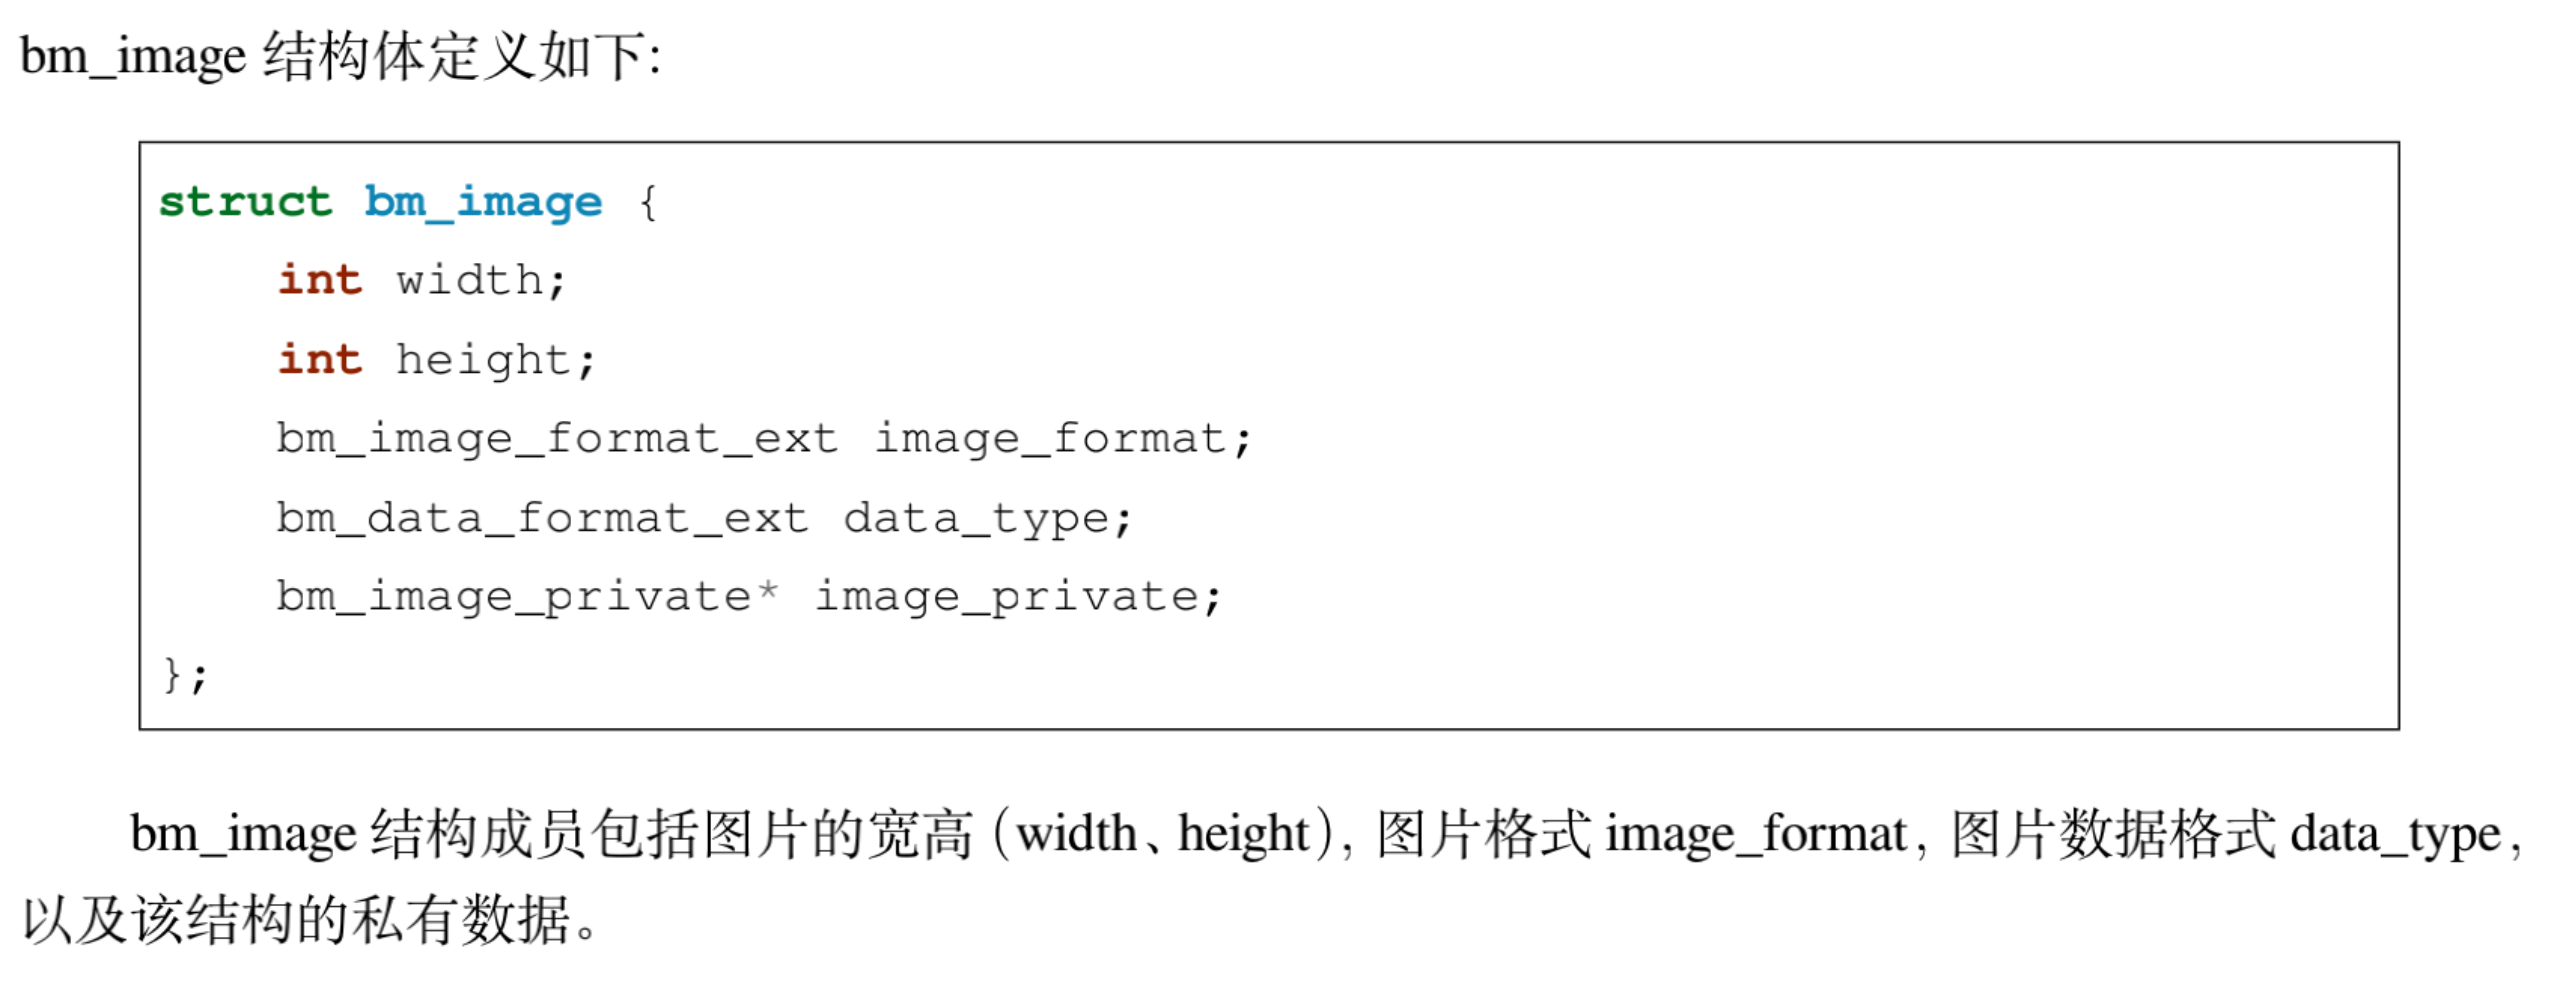 bm_image 结构体定义如下:
struct bm_image {
    int width;
    int height;
    bm_image_format_ext image_format;
    bm_data_format_ext data_type;
    bm_image_private* image_private;
};
bm_image 结构成员包括图片的宽高 (width、height), 图片格式 image_format, 图片数据格式 data_type,
以及该结构的私有数据。